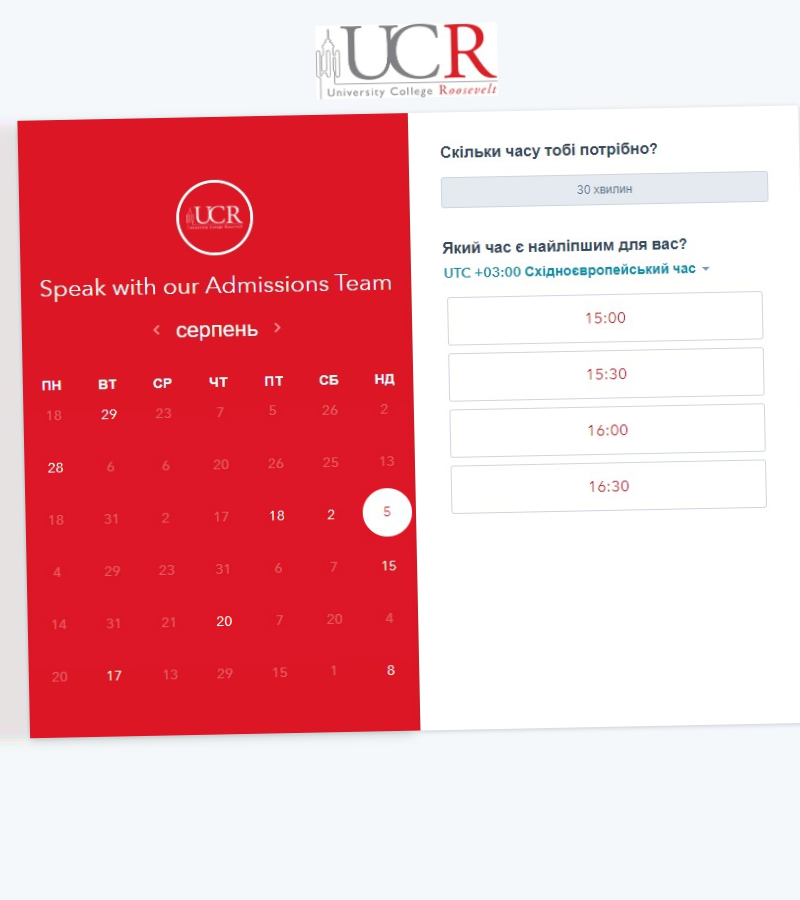 UCR
University College Roosevelt
UCR
Speak with our Admissions Team
серпень
ПН ВТ СР ЧТ ПТ СБ НД
18 29 23 7 5 26 2
28 6 6 20 26 25 13
18 31 2 17 18 2 5
4 29 23 31 6 7 15
14 31 21 20 7 20 4
20 17 13 29 15 1 8
Скільки часу тобі потрібно?
30 хвилин
Який час є найліпшим для вас?
UTC +03:00 Східноєвропейський час
15:00
15:30
16:00
16:30